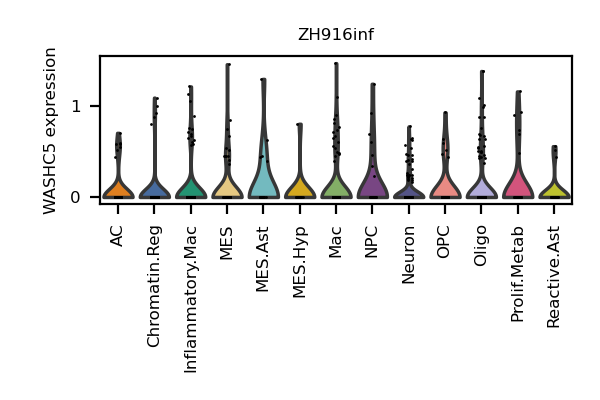 ZH916inf
WASHC5 expression
1
0
AC
Chromatin.Reg
Inflammatory.Mac
MES
MES.Ast
MES.Hyp
Mac
NPC
Neuron
OPC
Oligo
Prolif.Metab
Reactive.Ast